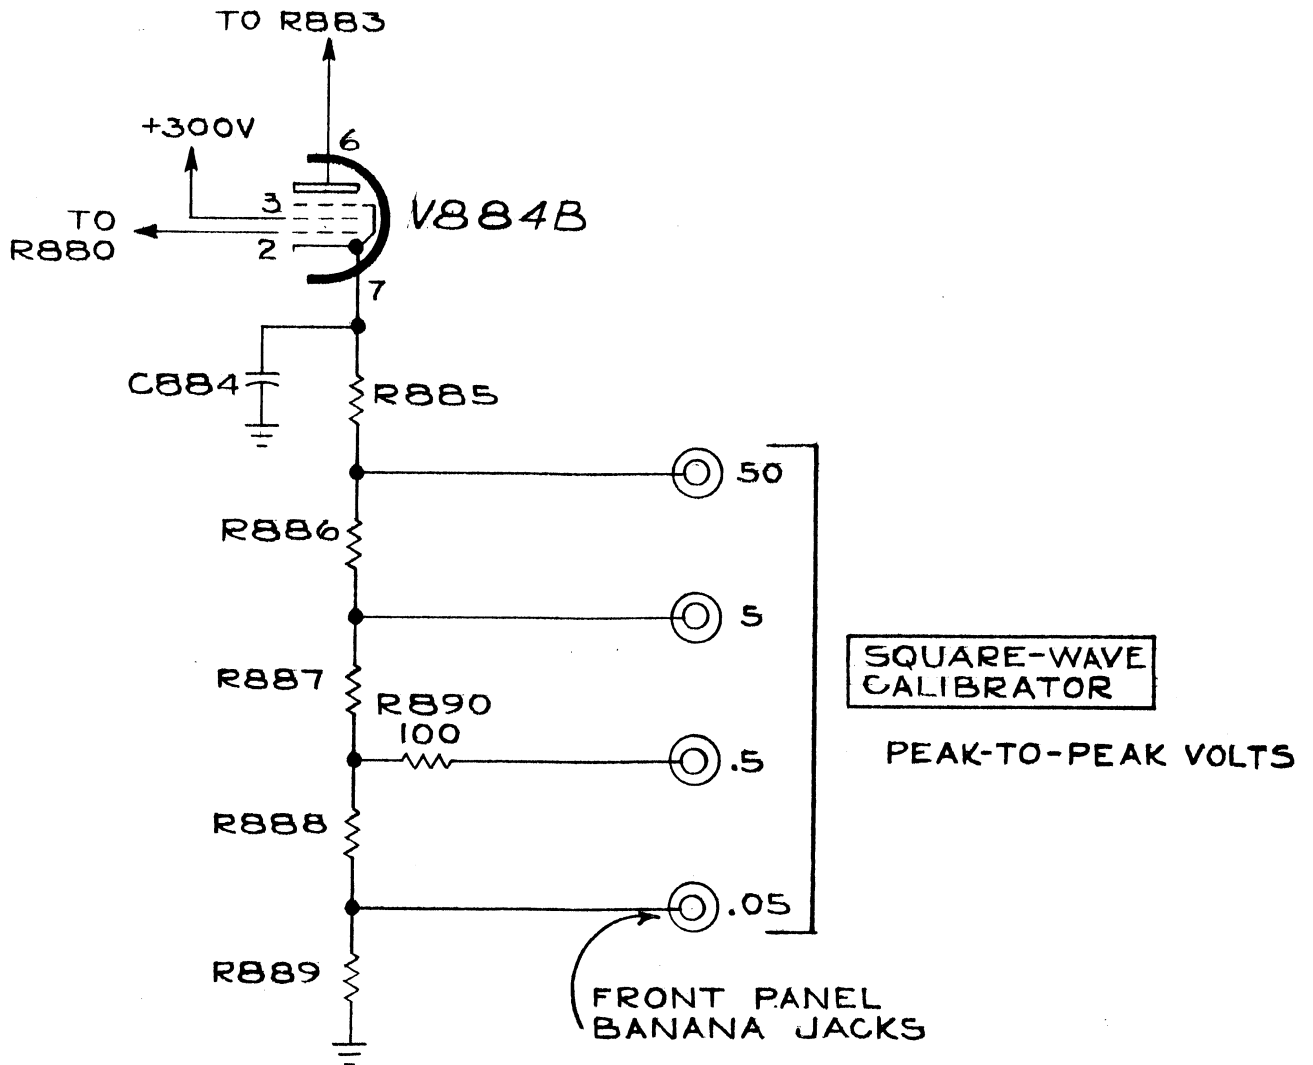 TO R883
+300V
6
3
V884B
TO
R880
2
7
C884
R885
50
R886
5
R887
R890
100
.5
SQUARE-WAVE
CALIBRATOR
PEAK-TO-PEAK VOLTS
R888
.05
R889
FRONT PANEL
BANANA JACKS